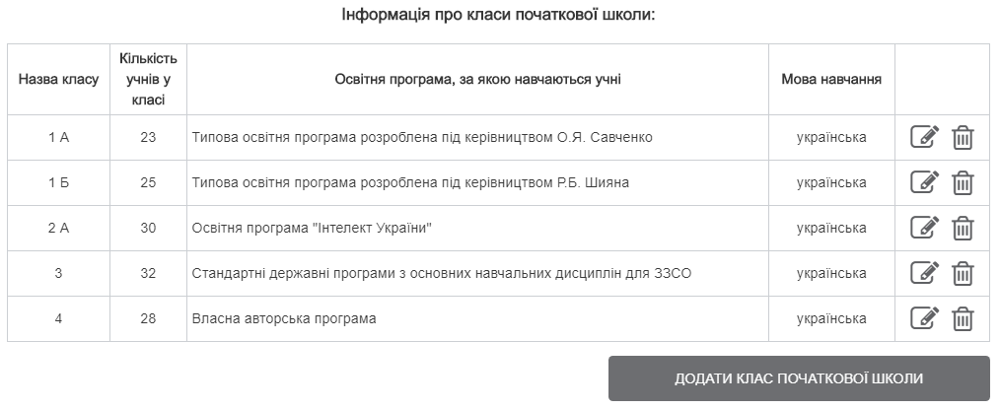 Інформація про класи початкової школи:
Назва класу
Кількість
учнів у
класі
Освітня програма, за якою навчаються учні
Мова навчання
1 А 23 Типова освітня програма розроблена під керівництвом О.Я. Савченко українська
1 Б 25 Типова освітня програма розроблена під керівництвом Р.Б. Шияна українська
2 А 30 Освітня програма "Інтелект України" українська
3 32 Стандартні державні програми з основних навчальних дисциплін для ЗЗСО українська
4 28 Власна авторська програма українська
ДОДАТИ КЛАС ПОЧАТКОВОЇ ШКОЛИ